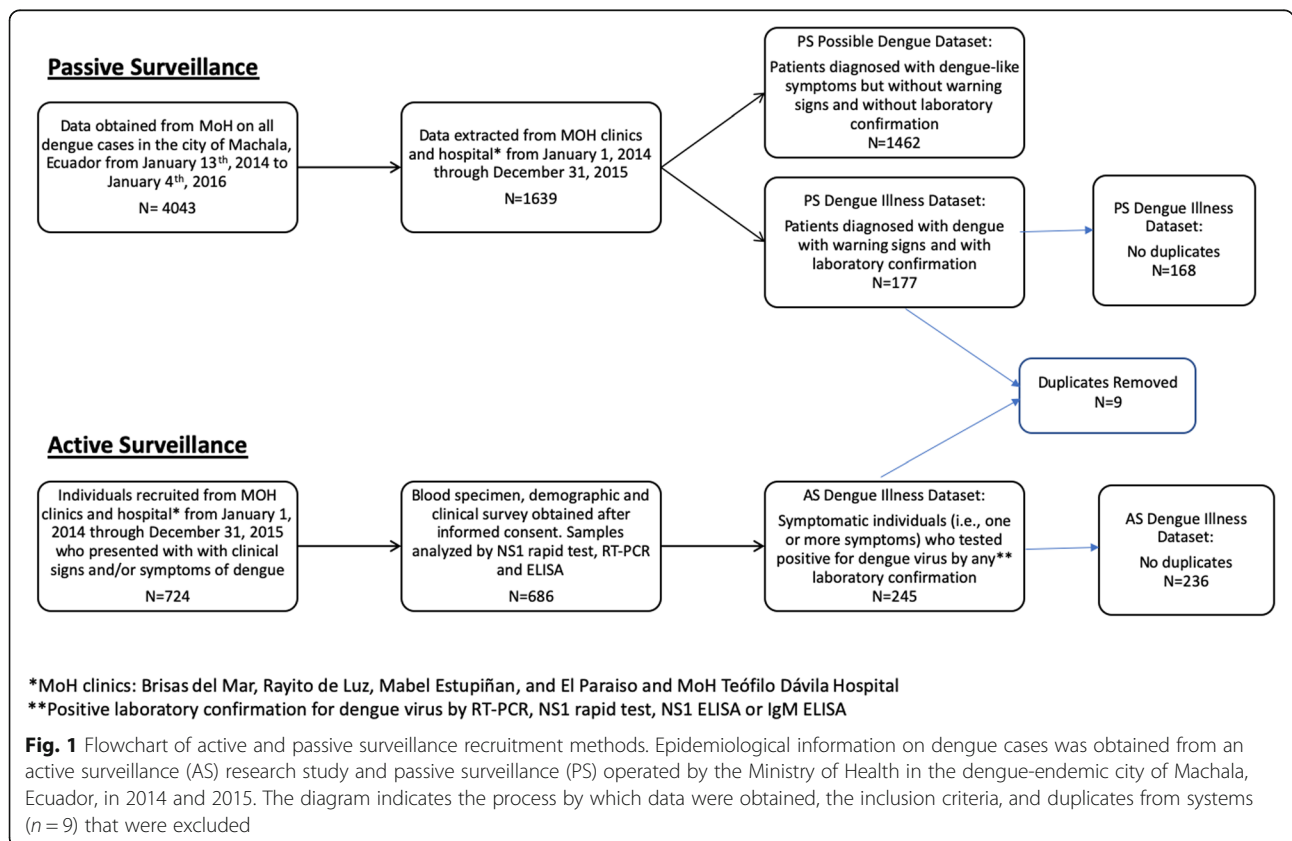 Passive Surveillance
Data obtained from MoH on all
dengue cases in the city of Machala,
Ecuador from January 13th, 2014 to
January 4th, 2016
N= 4043
Data extracted from MOH clinics
and hospital* from January 1, 2014
through December 31, 2015
N=1639
PS Possible Dengue Dataset:
Patients diagnosed with dengue-like
symptoms but without warning
signs and without laboratory
confirmation
N=1462
PS Dengue Illness Dataset:
Patients diagnosed with dengue
with warning signs and with
laboratory confirmation
N=177
PS Dengue Illness
Dataset:
No duplicates
N=168
Duplicates Removed
N=9
Active Surveillance
Individuals recruited from MOH
clinics and hospital* from January 1,
2014 through December 31, 2015
who presented with with clinical
signs and/or symptoms of dengue
N=724
Blood specimen, demographic and
clinical survey obtained after
informed consent. Samples
analyzed by NS1 rapid test, RT-PCR
and ELISA
N=686
AS Dengue Illness Dataset:
Symptomatic individuals (i.e., one
or more symptoms) who tested
positive for dengue virus by any**
laboratory confirmation
N=245
AS Dengue Illness
Dataset:
No duplicates
N=236
*MoH clinics: Brisas del Mar, Rayito de Luz, Mabel Estupiñan, and El Paraiso and MoH Teófilo Dávila Hospital
**Positive laboratory confirmation for dengue virus by RT-PCR, NS1 rapid test, NS1 ELISA or IgM ELISA
Fig. 1 Flowchart of active and passive surveillance recruitment methods. Epidemiological information on dengue cases was obtained from an
active surveillance (AS) research study and passive surveillance (PS) operated by the Ministry of Health in the dengue-endemic city of Machala,
Ecuador, in 2014 and 2015. The diagram indicates the process by which data were obtained, the inclusion criteria, and duplicates from systems
(n = 9) that were excluded